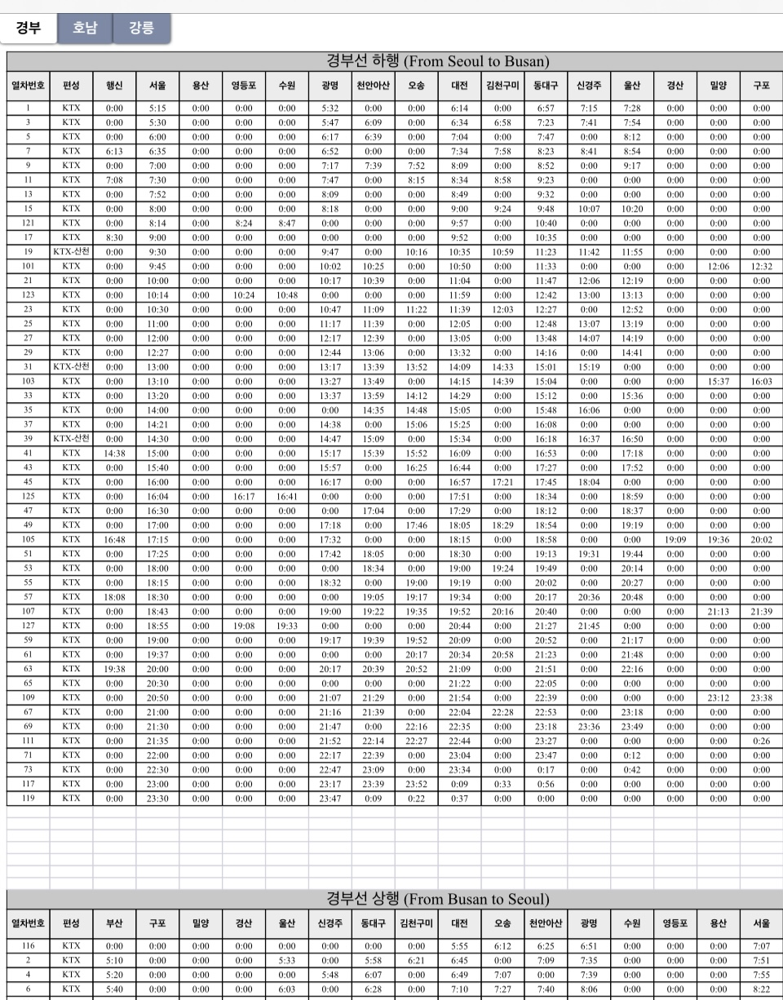 경부 호남 강릉
경부선 하행 (From Seoul to Busan)
열차번호 편성 행신 서울 용산 영등포 수원 광명 천안아산 오송 대전 김천구미 동대구 신경주 울산 경산 밀양 구포
1 KTX 0:00 5:15 0:00 0:00 0:00 5:32 0:00 0:00 6:14 0:00 6:57 7:15 7:28 0:00 0:00 0:00
3 KTX 0:00 5:30 0:00 0:00 0:00 5:47 6:09 0:00 6:34 6:58 7:23 7:41 7:54 0:00 0:00 0:00
5 KTX 0:00 6:00 0:00 0:00 0:00 6:17 6:39 0:00 7:04 0:00 7:47 0:00 8:12 0:00 0:00 0:00
7 KTX 6:13 6:35 0:00 0:00 0:00 6:52 0:00 0:00 7:34 7:58 8:23 8:41 8:54 0:00 0:00 0:00
9 KTX 0:00 7:00 0:00 0:00 0:00 7:17 7:39 7:52 8:09 0:00 8:52 0:00 9:17 0:00 0:00 0:00
11 KTX 7:08 7:30 0:00 0:00 0:00 7:47 0:00 8:15 8:34 8:58 9:23 0:00 0:00 0:00 0:00 0:00
13 KTX 0:00 7:52 0:00 0:00 0:00 8:09 0:00 0:00 8:49 0:00 9:32 0:00 0:00 0:00 0:00 0:00
15 KTX 0:00 8:00 0:00 0:00 0:00 8:18 0:00 0:00 9:00 9:24 9:48 10:07 10:20 0:00 0:00 0:00
121 KTX 0:00 8:14 0:00 8:24 8:47 0:00 0:00 0:00 9:57 0:00 10:40 0:00 0:00 0:00 0:00 0:00
17 KTX 8:30 9:00 0:00 0:00 0:00 0:00 0:00 0:00 9:52 0:00 10:35 0:00 0:00 0:00 0:00 0:00
19 KTX-산천 0:00 9:30 0:00 0:00 0:00 9:47 0:00 10:16 10:35 10:59 11:23 11:42 11:55 0:00 0:00 0:00
101 KTX 0:00 9:45 0:00 0:00 0:00 10:02 10:25 0:00 10:50 0:00 11:33 0:00 0:00 0:00 12:06 12:32
21 KTX 0:00 10:00 0:00 0:00 0:00 10:17 10:39 0:00 11:04 0:00 11:47 12:06 12:19 0:00 0:00 0:00
123 KTX 0:00 10:14 0:00 10:24 10:48 0:00 0:00 0:00 11:59 0:00 12:42 13:00 13:13 0:00 0:00 0:00
23 KTX 0:00 10:30 0:00 0:00 0:00 10:47 11:09 11:22 11:39 12:03 12:27 0:00 12:52 0:00 0:00 0:00
25 KTX 0:00 11:00 0:00 0:00 0:00 11:17 11:39 0:00 12:05 0:00 12:48 13:07 13:19 0:00 0:00 0:00
27 KTX 0:00 12:00 0:00 0:00 0:00 12:17 12:39 0:00 13:05 0:00 13:48 14:07 14:19 0:00 0:00 0:00
29 KTX 0:00 12:27 0:00 0:00 0:00 12:44 13:06 0:00 13:32 0:00 14:16 0:00 14:41 0:00 0:00 0:00
31 KTX-산천 0:00 13:00 0:00 0:00 0:00 13:17 13:39 13:52 14:09 14:33 15:01 15:19 0:00 0:00 0:00 0:00
103 KTX 0:00 13:10 0:00 0:00 0:00 13:27 13:49 0:00 14:15 14:39 15:04 0:00 0:00 0:00 15:37 16:03
33 KTX 0:00 13:20 0:00 0:00 0:00 13:37 13:59 14:12 14:29 0:00 15:12 0:00 15:36 0:00 0:00 0:00
35 KTX 0:00 14:00 0:00 0:00 0:00 0:00 14:35 14:48 15:05 0:00 15:48 16:06 0:00 0:00 0:00 0:00
37 KTX 0:00 14:21 0:00 0:00 0:00 14:38 0:00 15:06 15:25 0:00 16:08 0:00 0:00 0:00 0:00 0:00
39 KTX-산천 0:00 14:30 0:00 0:00 0:00 14:47 15:09 0:00 15:34 0:00 16:18 16:37 16:50 0:00 0:00 0:00
41 KTX 14:38 15:00 0:00 0:00 0:00 15:17 15:39 15:52 16:09 0:00 16:53 0:00 17:18 0:00 0:00 0:00
43 KTX 0:00 15:40 0:00 0:00 0:00 15:57 0:00 16:25 16:44 0:00 17:27 0:00 17:52 0:00 0:00 0:00
45 KTX 0:00 16:00 0:00 0:00 0:00 16:17 0:00 0:00 16:57 17:21 17:45 18:04 0:00 0:00 0:00 0:00
125 KTX 0:00 16:04 0:00 16:17 16:41 0:00 0:00 0:00 17:51 0:00 18:34 0:00 18:59 0:00 0:00 0:00
47 KTX 0:00 16:30 0:00 0:00 0:00 0:00 17:04 0:00 17:29 0:00 18:12 0:00 18:37 0:00 0:00 0:00
49 KTX 0:00 17:00 0:00 0:00 0:00 17:18 0:00 17:46 18:05 18:29 18:54 0:00 19:19 0:00 0:00 0:00
105 KTX 16:48 17:15 0:00 0:00 0:00 17:32 0:00 0:00 18:15 0:00 18:58 0:00 0:00 19:09 19:36 20:02
51 KTX 0:00 17:25 0:00 0:00 0:00 17:42 18:05 0:00 18:30 0:00 19:13 19:31 19:44 0:00 0:00 0:00
53 KTX 0:00 18:00 0:00 0:00 0:00 0:00 18:34 0:00 19:00 19:24 19:49 0:00 20:14 0:00 0:00 0:00
55 KTX 0:00 18:15 0:00 0:00 0:00 18:32 0:00 19:00 19:19 0:00 20:02 0:00 20:27 0:00 0:00 0:00
57 KTX 18:08 18:30 0:00 0:00 0:00 0:00 19:05 19:17 19:34 0:00 20:17 20:36 20:48 0:00 0:00 0:00
107 KTX 0:00 18:43 0:00 0:00 0:00 19:00 19:22 19:35 19:52 20:16 20:40 0:00 0:00 0:00 21:13 21:39
127 KTX 0:00 18:55 0:00 19:08 19:33 0:00 0:00 0:00 20:44 0:00 21:27 21:45 0:00 0:00 0:00 0:00
59 KTX 0:00 19:00 0:00 0:00 0:00 19:17 19:39 19:52 20:09 0:00 20:52 0:00 21:17 0:00 0:00 0:00
61 KTX 0:00 19:37 0:00 0:00 0:00 0:00 0:00 20:17 20:34 20:58 21:23 0:00 21:48 0:00 0:00 0:00
63 KTX 19:38 20:00 0:00 0:00 0:00 20:17 20:39 20:52 21:09 0:00 21:51 0:00 22:16 0:00 0:00 0:00
65 KTX 0:00 20:30 0:00 0:00 0:00 0:00 0:00 0:00 21:22 0:00 22:05 0:00 0:00 0:00 0:00 0:00
109 KTX 0:00 20:50 0:00 0:00 0:00 21:07 21:29 0:00 21:54 0:00 22:39 0:00 0:00 0:00 23:12 23:38
67 KTX 0:00 21:00 0:00 0:00 0:00 21:16 21:39 0:00 22:04 22:28 22:53 0:00 23:18 0:00 0:00 0:00
69 KTX 0:00 21:30 0:00 0:00 0:00 21:47 0:00 22:16 22:35 0:00 23:18 23:36 23:49 0:00 0:00 0:00
111 KTX 0:00 21:35 0:00 0:00 0:00 21:52 22:14 22:27 22:44 0:00 23:27 0:00 0:00 0:00 0:00 0:26
71 KTX 0:00 22:00 0:00 0:00 0:00 22:17 22:39 0:00 23:04 0:00 23:47 0:00 0:12 0:00 0:00 0:00
73 KTX 0:00 22:30 0:00 0:00 0:00 22:47 23:09 0:00 23:34 0:00 0:17 0:00 0:42 0:00 0:00 0:00
117 KTX 0:00 23:00 0:00 0:00 0:00 23:17 23:39 23:52 0:09 0:33 0:56 0:00 0:00 0:00 0:00 0:00
119 KTX 0:00 23:30 0:00 0:00 0:00 23:47 0:09 0:22 0:37 0:00 0:00 0:00 0:00 0:00 0:00 0:00
경부선 상행 (From Busan to Seoul)
열차번호 편성 부산 구포 밀양 경산 울산 신경주 동대구 김천구미 대전 오송 천안아산 광명 수원 영등포 용산 서울
116 KTX 0:00 0:00 0:00 0:00 0:00 0:00 0:00 0:00 5:55 6:12 6:25 6:51 0:00 0:00 0:00 7:07
2 KTX 5:10 0:00 0:00 0:00 5:33 0:00 5:58 6:21 6:45 0:00 7:09 7:35 0:00 0:00 0:00 7:51
4 KTX 5:20 0:00 0:00 0:00 0:00 5:48 6:07 0:00 6:49 7:07 0:00 7:39 0:00 0:00 0:00 7:55
6 KTX 5:40 0:00 0:00 0:00 6:03 0:00 6:28 0:00 7:10 7:27 7:40 8:06 0:00 0:00 0:00 8:22